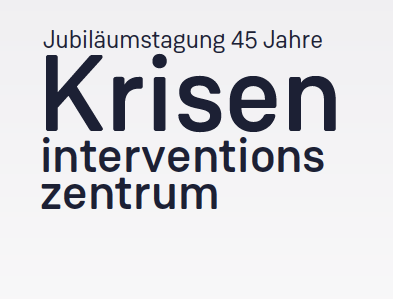 Jubiläumstagung 45 Jahre
Krisen
interventions
zentrum